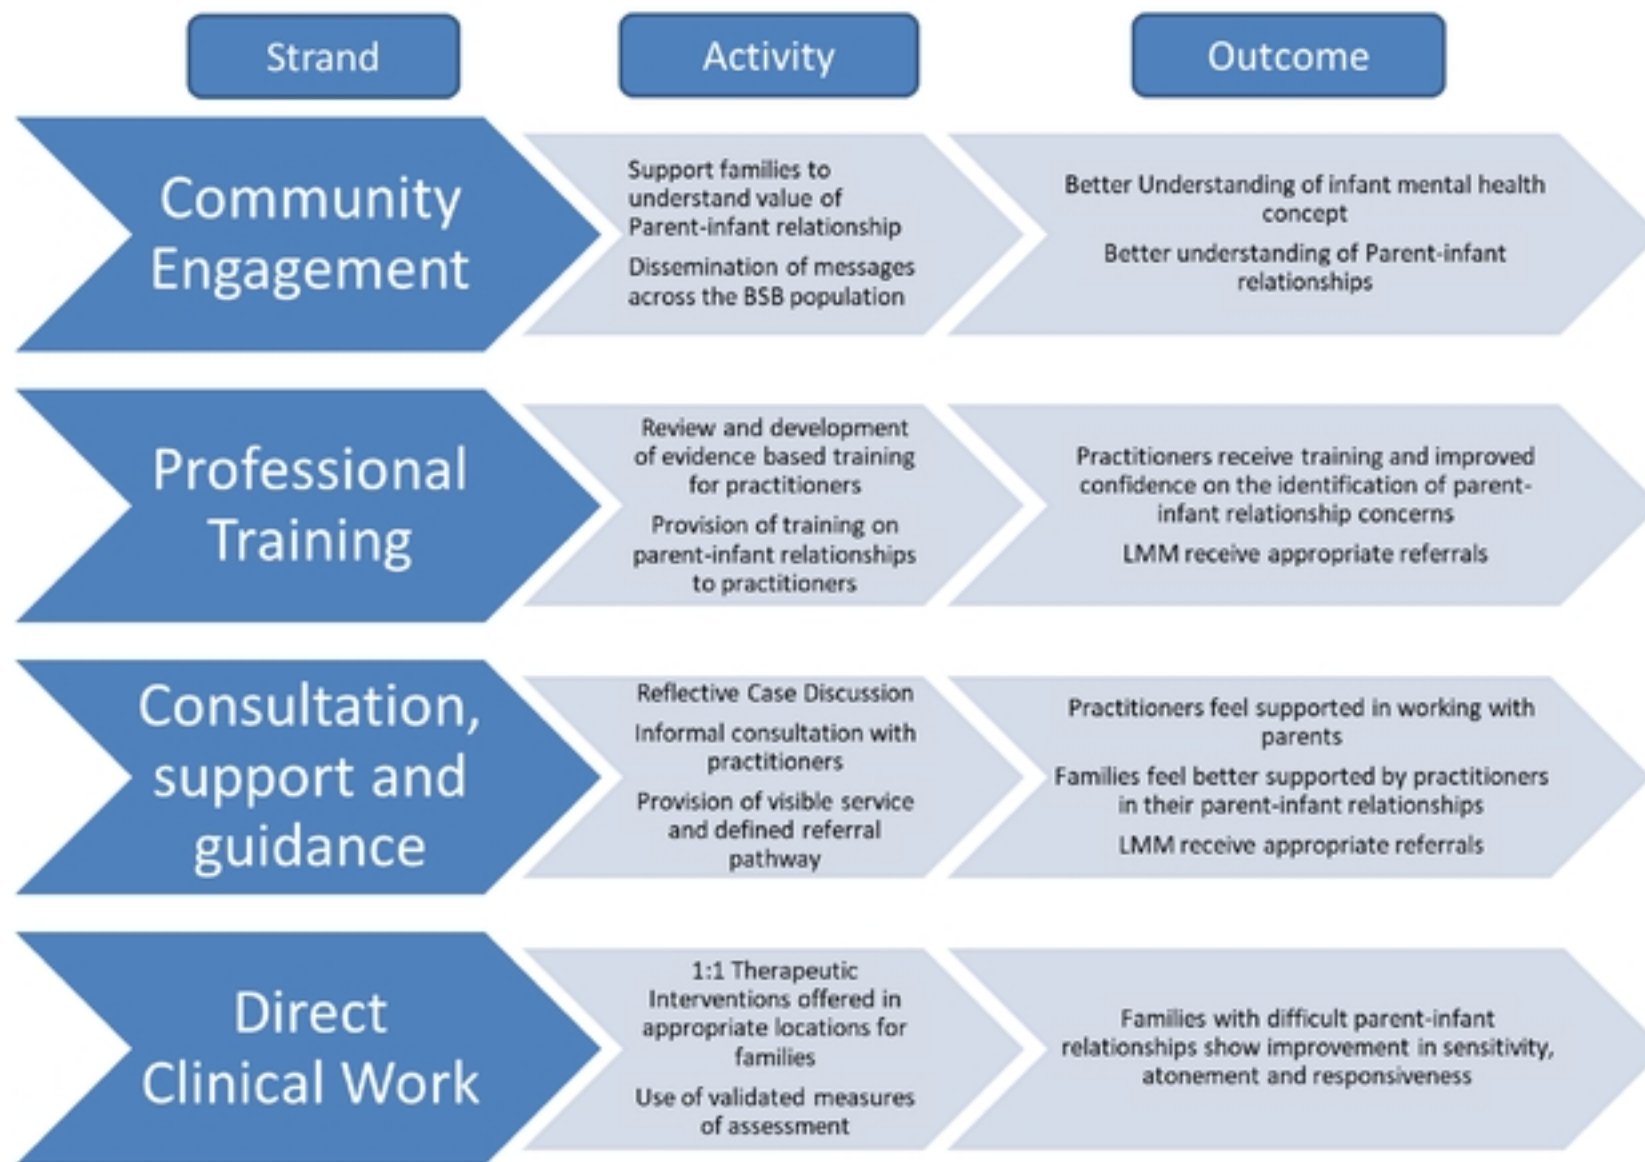 Strand
Activity
Outcome
Community
Engagement
Support families to
understand value of
Parent-infant relationship
Dissemination of messages
across the BSB population
Better Understanding of infant mental health
concept
Better understanding of Parent-infant
relationships
Professional
Training
Review and development
of evidence based training
for practitioners
Provision of training on
parent-infant relationships
to practitioners
Practitioners receive training and improved
confidence on the identification of parent-
infant relationship concerns
LMM receive appropriate referrals
Consultation,
support and
guidance
Reflective Case Discussion
Informal consultation with
practitioners
Provision of visible service
and defined referral
pathway
Practitioners feel supported in working with
parents
Families feel better supported by practitioners
in their parent-infant relationships
LMM receive appropriate referrals
Direct
Clinical Work
1:1 Therapeutic
Interventions offered in
appropriate locations for
families
Use of validated measures
of assessment
Families with difficult parent-infant
relationships show improvement in sensitivity,
atonement and responsiveness